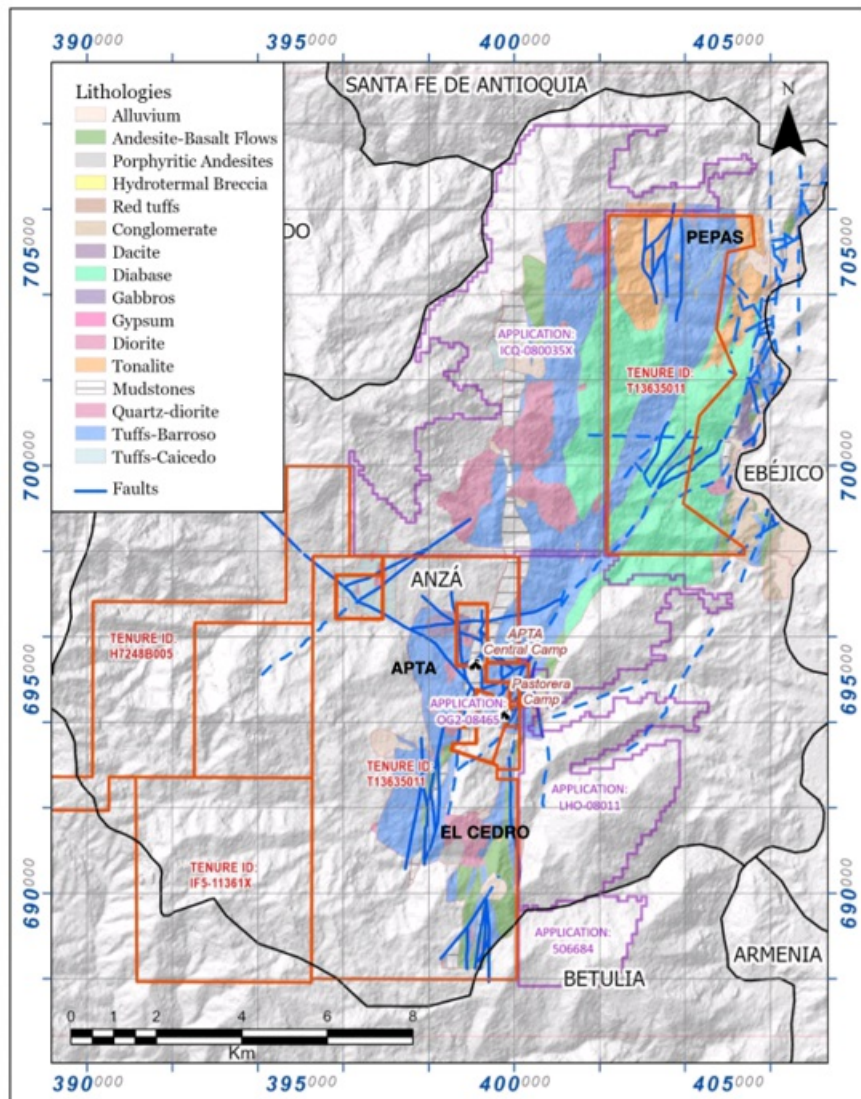 390000 395000 400000 405000
SANTA FE DE ANTIOQUIA
N
Lithologies
Alluvium
Andesite-Basalt Flows
Porphyritic Andesites
Hydrotermal Breccia
Red tuffs
Conglomerate
Dacite
Diabase
Gabbros
Gypsum
Diorite
Tonalite
Mudstones
Quartz-diorite
Tuffs-Barroso
Tuffs-Caicedo
Faults
DO
705000
705000
PEPAS
APPLICATION:
ICQ-080035X
TENURE ID:
T13635011
700000
700000
EBÉJICO
ANZÁ
TENURE ID:
H7248B005
APTA
APTA
Central Camp
Pastorera
Camp
695000
695000
APPLICATION:
OG2-08465
TENURE ID:
T13635011
APPLICATION:
LHO-08011
EL CEDRO
TENURE ID:
IF5-11361X
690000
690000
APPLICATION:
506684
ARMENIA
BETULIA
0 1 2 4 6 8
Km
390000 395000 400000 405000